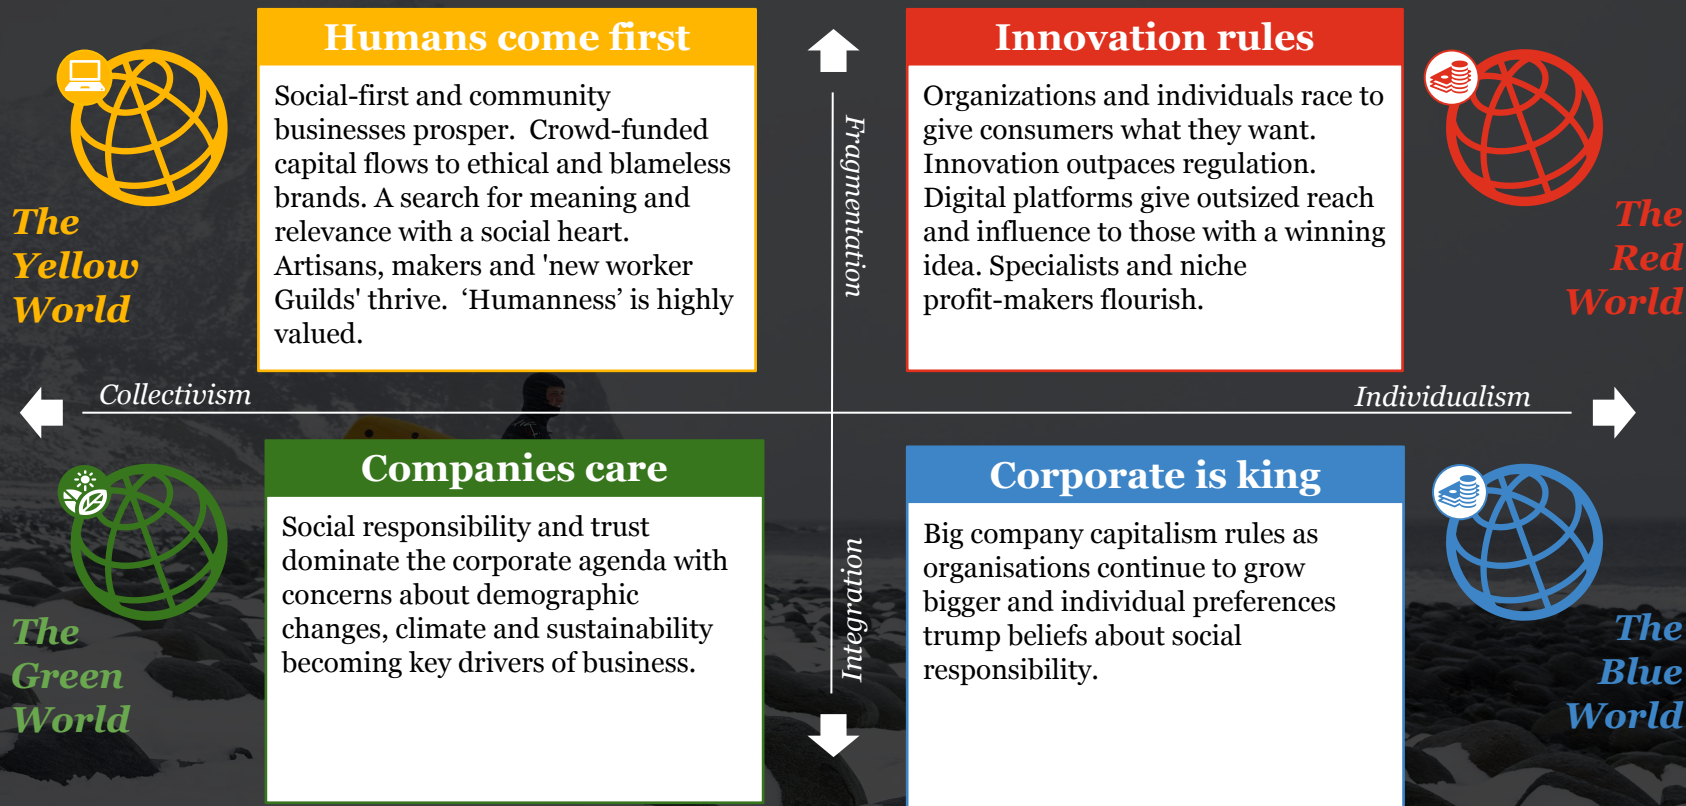 Humans come first
Social-first and community
businesses prosper.  Crowd-funded
capital flows to ethical and blameless
brands. A search for meaning and
relevance with a social heart.
Artisans, makers and 'new worker
Guilds' thrive.  ‘Humanness’ is highly
valued.
The
Yellow
World
Fragmentation
Innovation rules
Organizations and individuals race to
give consumers what they want.
Innovation outpaces regulation.
Digital platforms give outsized reach
and influence to those with a winning
idea. Specialists and niche
profit-makers flourish.
The
Red
World
Collectivism
Individualism
Companies care
Social responsibility and trust
dominate the corporate agenda with
concerns about demographic
changes, climate and sustainability
becoming key drivers of business.
The
Green
World
Integration
Corporate is king
Big company capitalism rules as
organisations continue to grow
bigger and individual preferences
trump beliefs about social
responsibility.
The
Blue
World